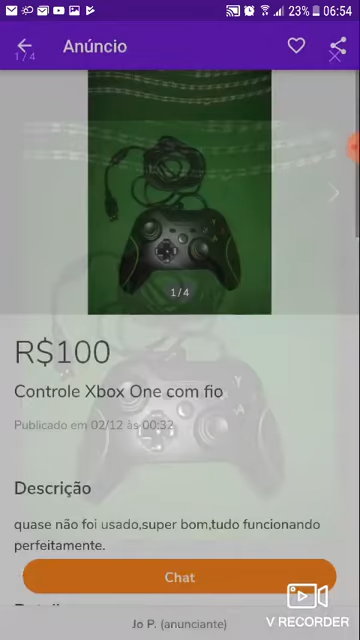 23% 06:54
Anúncio
1 / 4
1 / 4
R$100
Controle Xbox One com fio
Publicado em 02/12 às 00:32
Descrição
quase não foi usado,super bom,tudo funcionando
perfeitamente.
Chat
Jo P. (anunciante)
V RECORDER